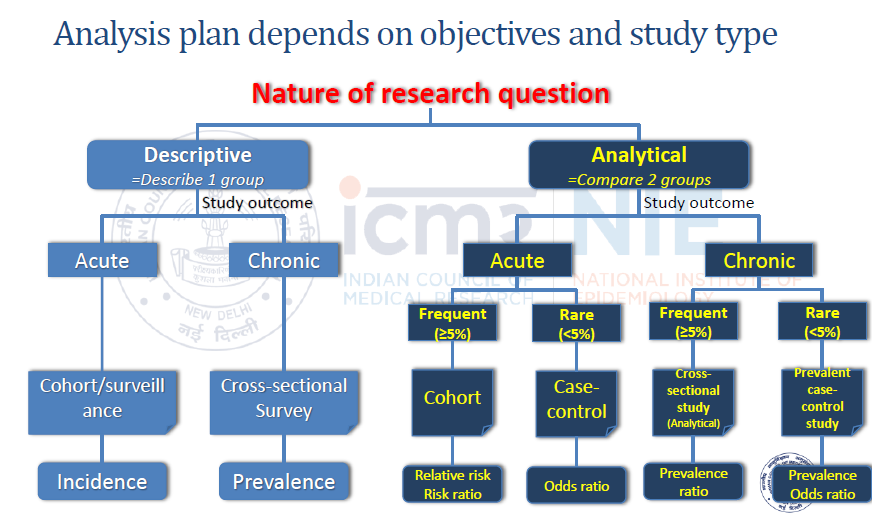 Analysis plan depends on objectives and study type
Nature of research question
Descriptive
=Describe 1 group
Analytical
=Compare 2 groups
Study outcome
Study outcome
Acute
Chronic
Acute
Chronic
icmr
NIE
INDIAN COUNCIL OF
MEDICAL RESEARCH
NATIONAL INSTITUTE OF
EPIDEMIOLOGY
NEW DELHI
नई दिल्ली
Frequent
(≥5%)
Rare
(<5%)
Frequent
(≥5%)
Rare
(<5%)
Cohort/surveill
ance
Cross-sectional
Survey
Cohort
Case-
control
Cross-
sectional
study
(Analytical)
Prevalent
case-
control
study
Incidence
Prevalence
Relative risk
Risk ratio
Odds ratio
Prevalence
ratio
Prevalence
Odds ratio